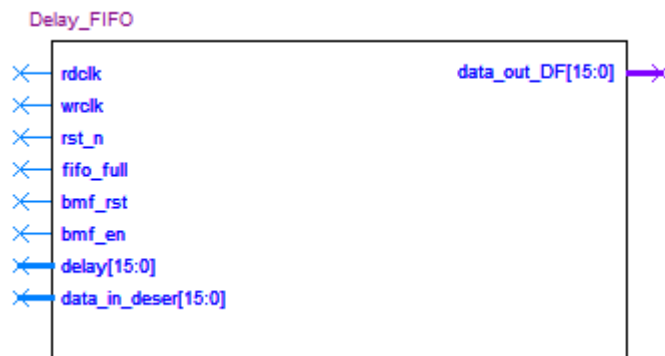 Delay_FIFO
rdclk
data_out_DF[15:0]
wrclk
rst_n
fifo_full
bmf_rst
bmf_en
delay[15:0]
data_in_deser[15:0]